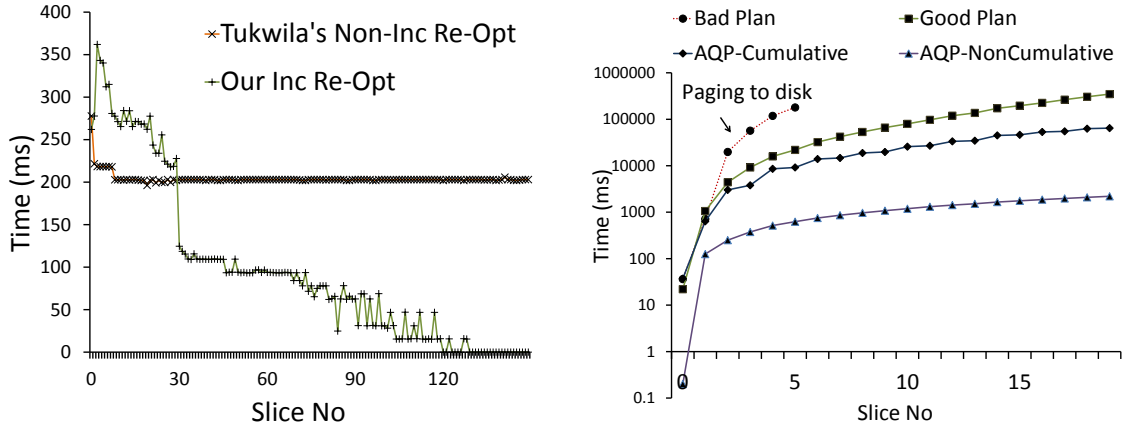 400
350
300
250
200
150
100
50
0
Time (ms)
Tukwila's Non-Inc Re-Opt
Our Inc Re-Opt
0 30 60 90 120
Slice No
Bad Plan Good Plan
AQP-Cumulative AQP-NonCumulative
1000000
100000
10000
1000
100
10
1
0.1
Time (ms)
Paging to disk
0 5 10 15
Slice No